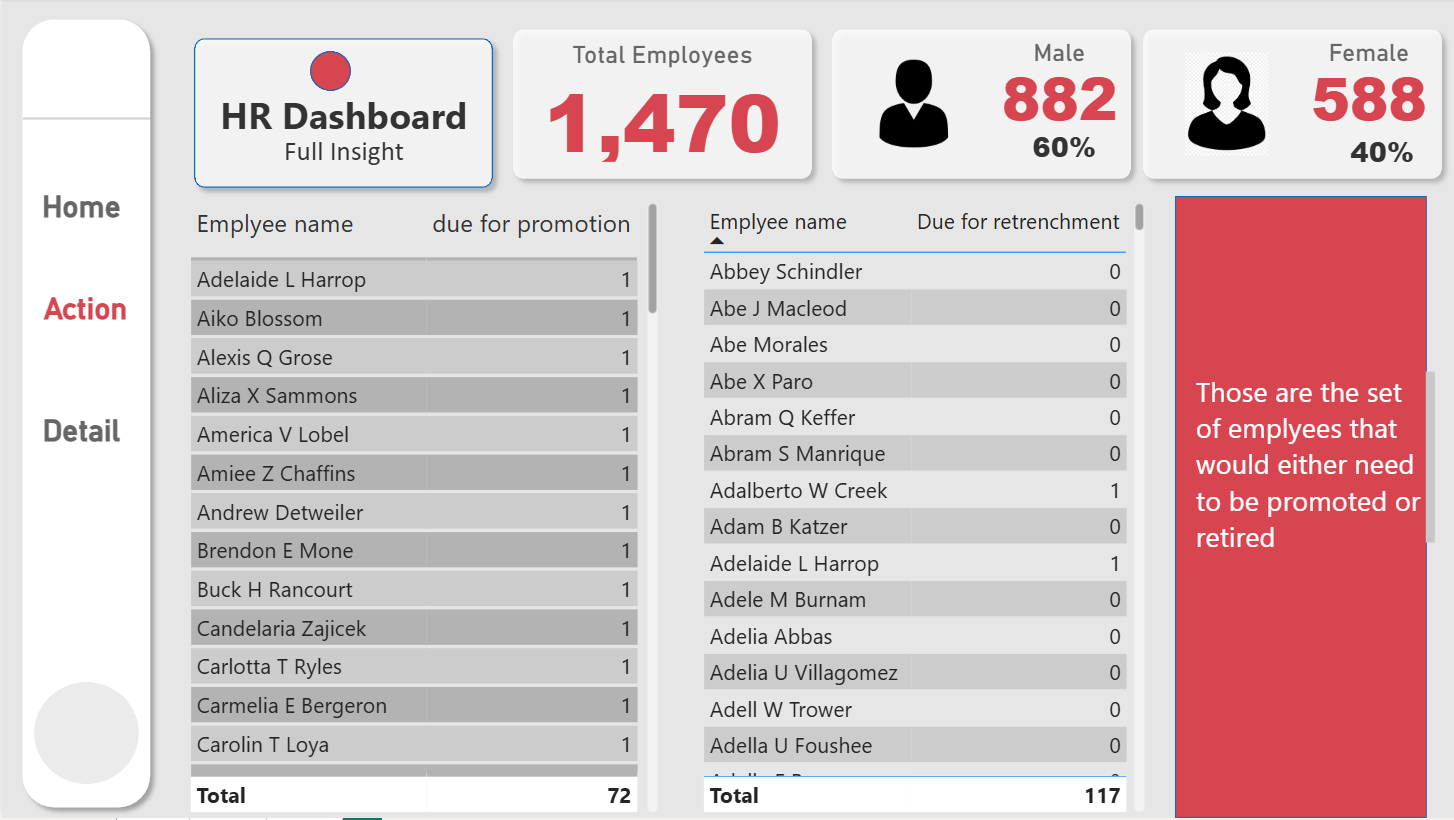 HR Dashboard
Full Insight
Total Employees
1,470
Male
882
60%
Female
588
40%
Home
Action
Detail
Emplyee name due for promotion
Adelaide L Harrop 1
Aiko Blossom 1
Alexis Q Grose 1
Aliza X Sammons 1
America V Lobel 1
Amiee Z Chaffins 1
Andrew Detweiler 1
Brendon E Mone 1
Buck H Rancourt 1
Candelaria Zajicek 1
Carlotta T Ryles 1
Carmelia E Bergeron 1
Carolin T Loya 1
Total 72
Emplyee name Due for retrenchment
Abbey Schindler 0
Abe J Macleod 0
Abe Morales 0
Abe X Paro 0
Abram Q Keffer 0
Abram S Manrique 0
Adalberto W Creek 1
Adam B Katzer 0
Adelaide L Harrop 1
Adele M Burnam 0
Adelia Abbas 0
Adelia U Villagomez 0
Adell W Trower 0
Adella U Foushee 0
Total 117
Those are the set
of emplyees that
would either need
to be promoted or
retired